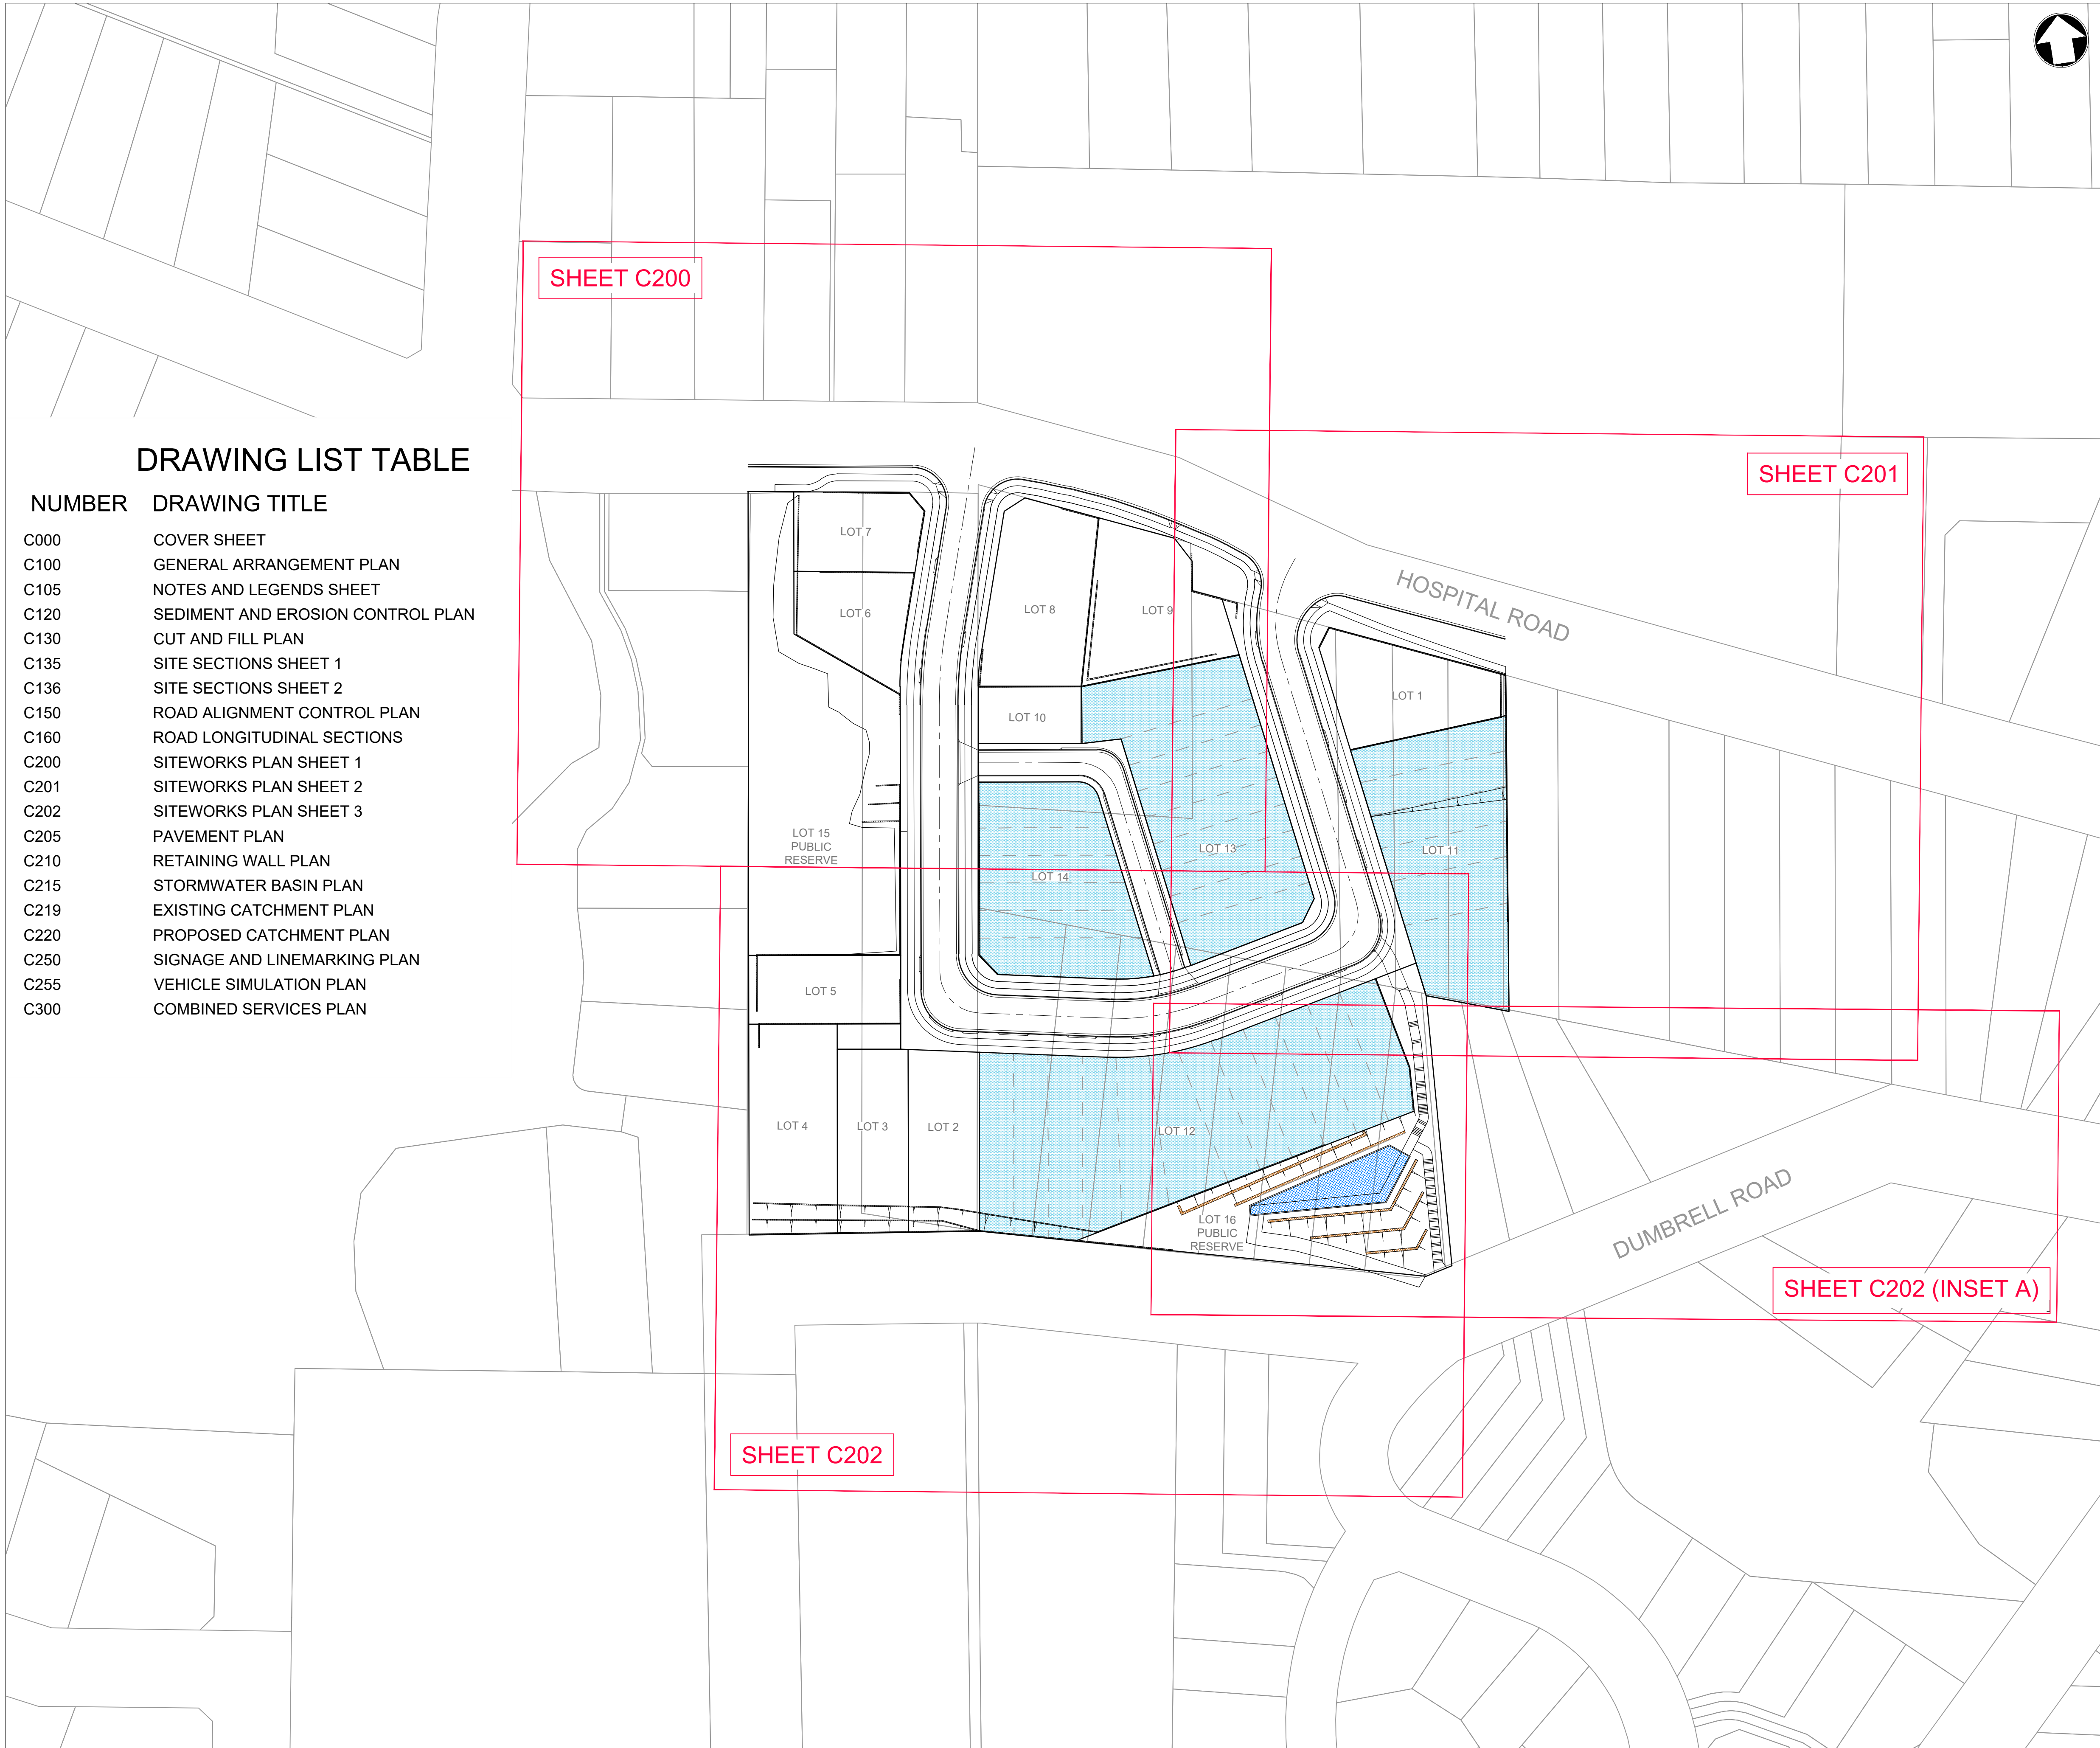 SHEET C200
DRAWING LIST TABLE
NUMBER DRAWING TITLE
C000 COVER SHEET
C100 GENERAL ARRANGEMENT PLAN
C105 NOTES AND LEGENDS SHEET
C120 SEDIMENT AND EROSION CONTROL PLAN
C130 CUT AND FILL PLAN
C135 SITE SECTIONS SHEET 1
C136 SITE SECTIONS SHEET 2
C150 ROAD ALIGNMENT CONTROL PLAN
C160 ROAD LONGITUDINAL SECTIONS
C200 SITEWORKS PLAN SHEET 1
C201 SITEWORKS PLAN SHEET 2
C202 SITEWORKS PLAN SHEET 3
C205 PAVEMENT PLAN
C210 RETAINING WALL PLAN
C215 STORMWATER BASIN PLAN
C219 EXISTING CATCHMENT PLAN
C220 PROPOSED CATCHMENT PLAN
C250 SIGNAGE AND LINEMARKING PLAN
C255 VEHICLE SIMULATION PLAN
C300 COMBINED SERVICES PLAN
SHEET C201
LOT 7
HOSPITAL ROAD
LOT 6
LOT 8
LOT 9
LOT 1
LOT 10
LOT 15
PUBLIC
RESERVE
LOT 13
LOT 11
LOT 14
LOT 5
LOT 4
LOT 3
LOT 2
LOT 12
LOT 16
PUBLIC
RESERVE
DUMBRELL ROAD
SHEET C202 (INSET A)
SHEET C202